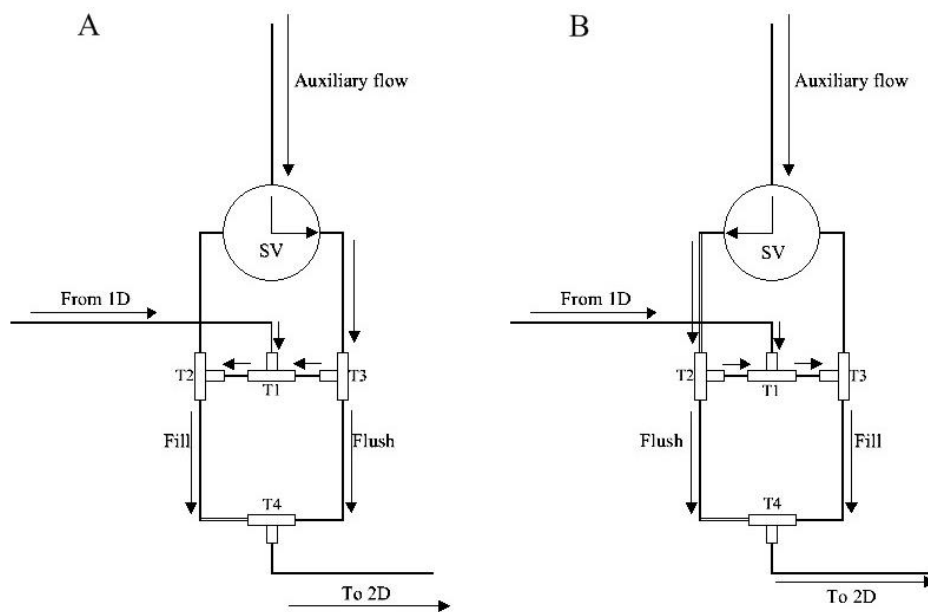 A
Auxiliary flow
SV
From 1D
T2
T1
T3
Fill
Flush
T4
To 2D
B
Auxiliary flow
SV
From 1D
T2
T1
T3
Flush
Fill
T4
To 2D